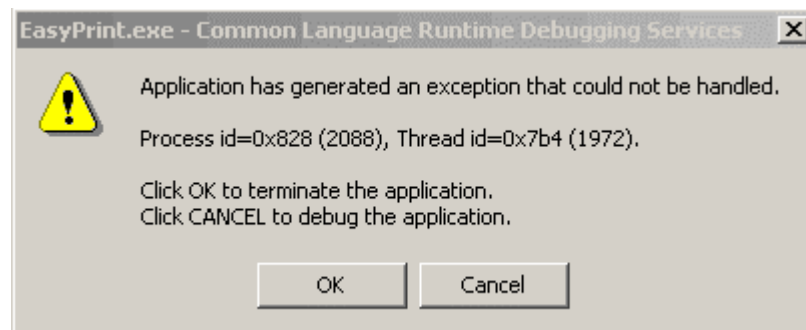 EasyPrint.exe - Common Language Runtime Debugging Services
Application has generated an exception that could not be handled.
Process id=0x828 (2088), Thread id=0x7b4 (1972).
Click OK to terminate the application.
Click CANCEL to debug the application.
OK
Cancel